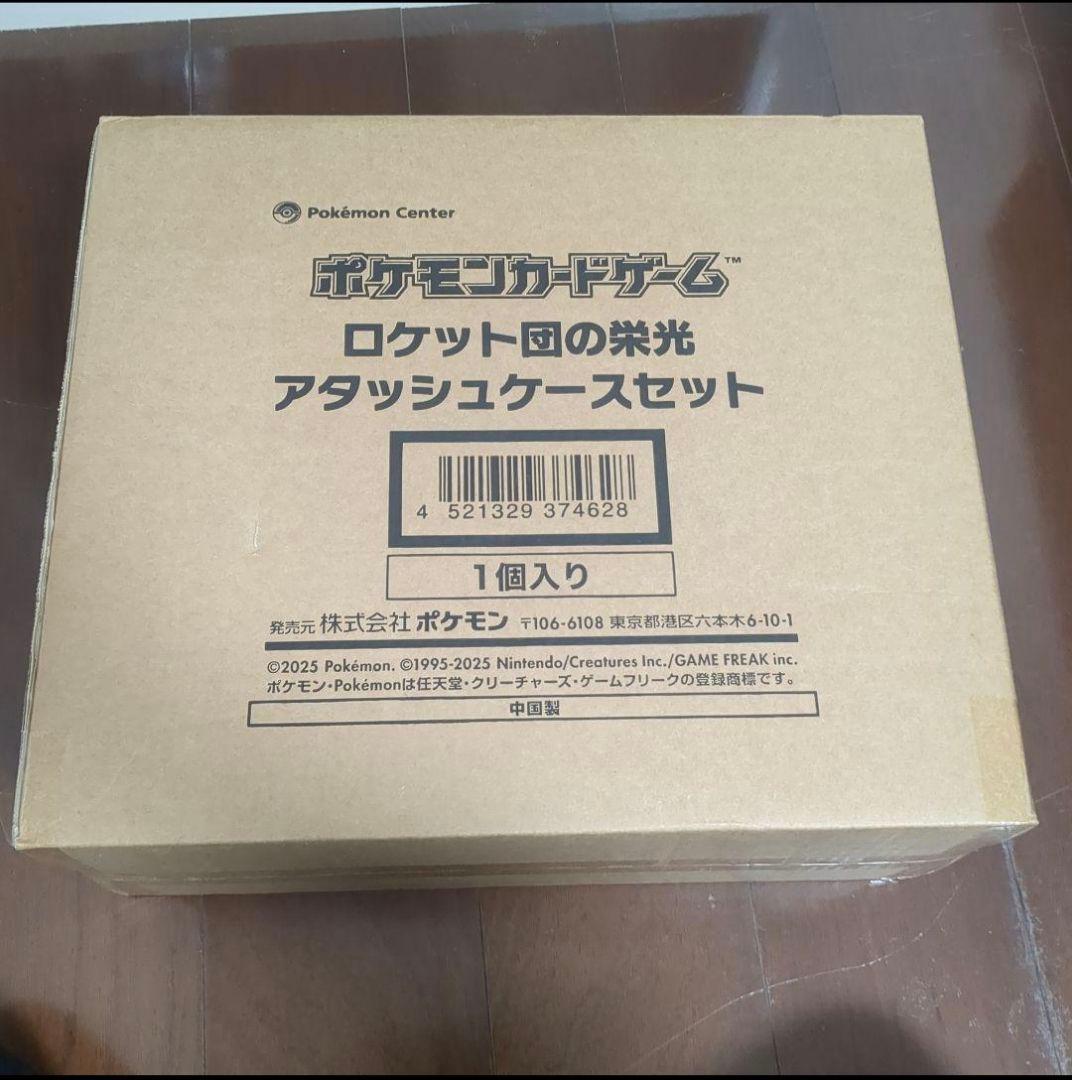 Pokémon Center
ポケモンカードゲーム™
ロケット団の栄光
アタッシュケースセット
4 521329 374628
1個入り
発売元 株式会社 ポケモン 〒106-6108 東京都港区六本木6-10-1
©2025 Pokémon. ©1995-2025 Nintendo/Creatures Inc./GAME FREAK inc.
ポケモン・Pokémonは任天堂・クリーチャーズ・ゲームフリークの登録商標です。
中国製